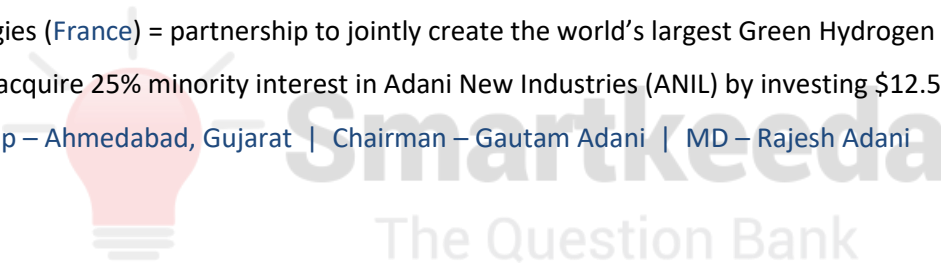 gies (France) = partnership to jointly create the world's largest Green Hydrogen
acquire 25% minority interest in Adani New Industries (ANIL) by investing $12.5
p – Ahmedabad, Gujarat | Chairman – Gautam Adani | MD – Rajesh Adani
Smartkeeda
The Question Bank